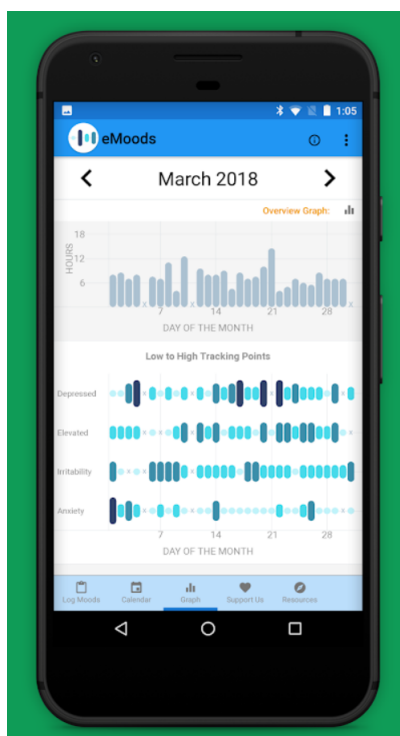 1:05
eMoods
March 2018
Overview Graph:
18
12
6
HOURS
x x x x
7 14 21 28
DAY OF THE MONTH
Low to High Tracking Points
Depressed
Elevated
Irritability
Anxiety
7 14 21 28
DAY OF THE MONTH
Log Moods Calendar Graph Support Us Resources